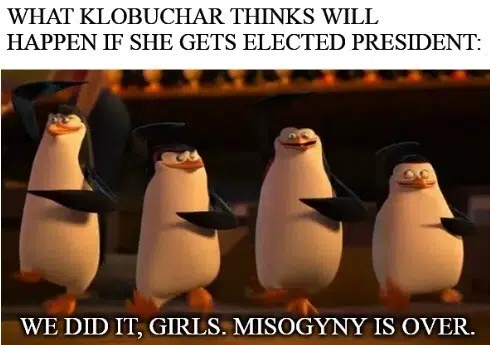 WHAT KLOBUCHAR THINKS WILL
HAPPEN IF SHE GETS ELECTED PRESIDENT:
WE DID IT, GIRLS. MISOGYNY IS OVER.